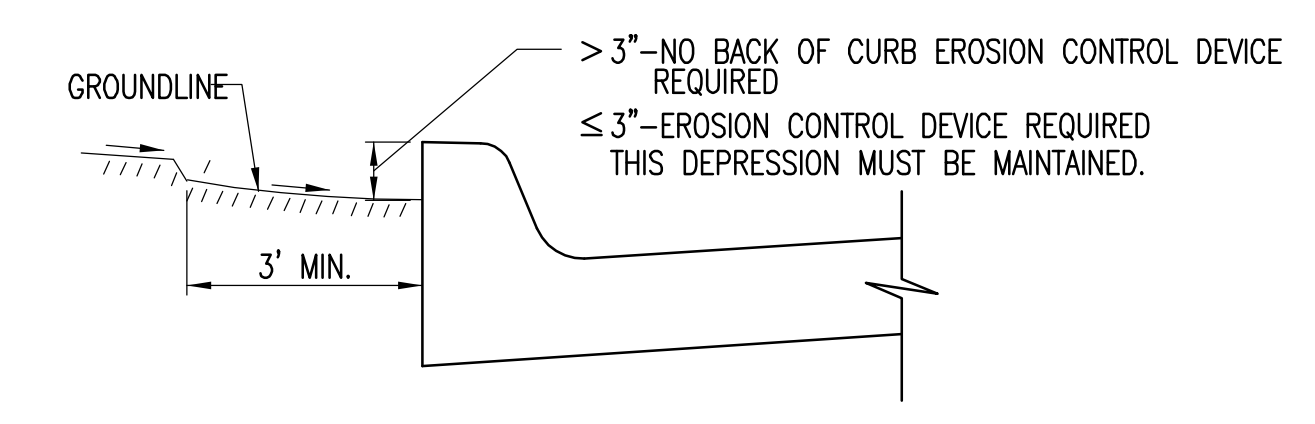 >3"-NO BACK OF CURB EROSION CONTROL DEVICE
REQUIRED
GROUNDLINE
≤3"-EROSION CONTROL DEVICE REQUIRED
THIS DEPRESSION MUST BE MAINTAINED.
3' MIN.